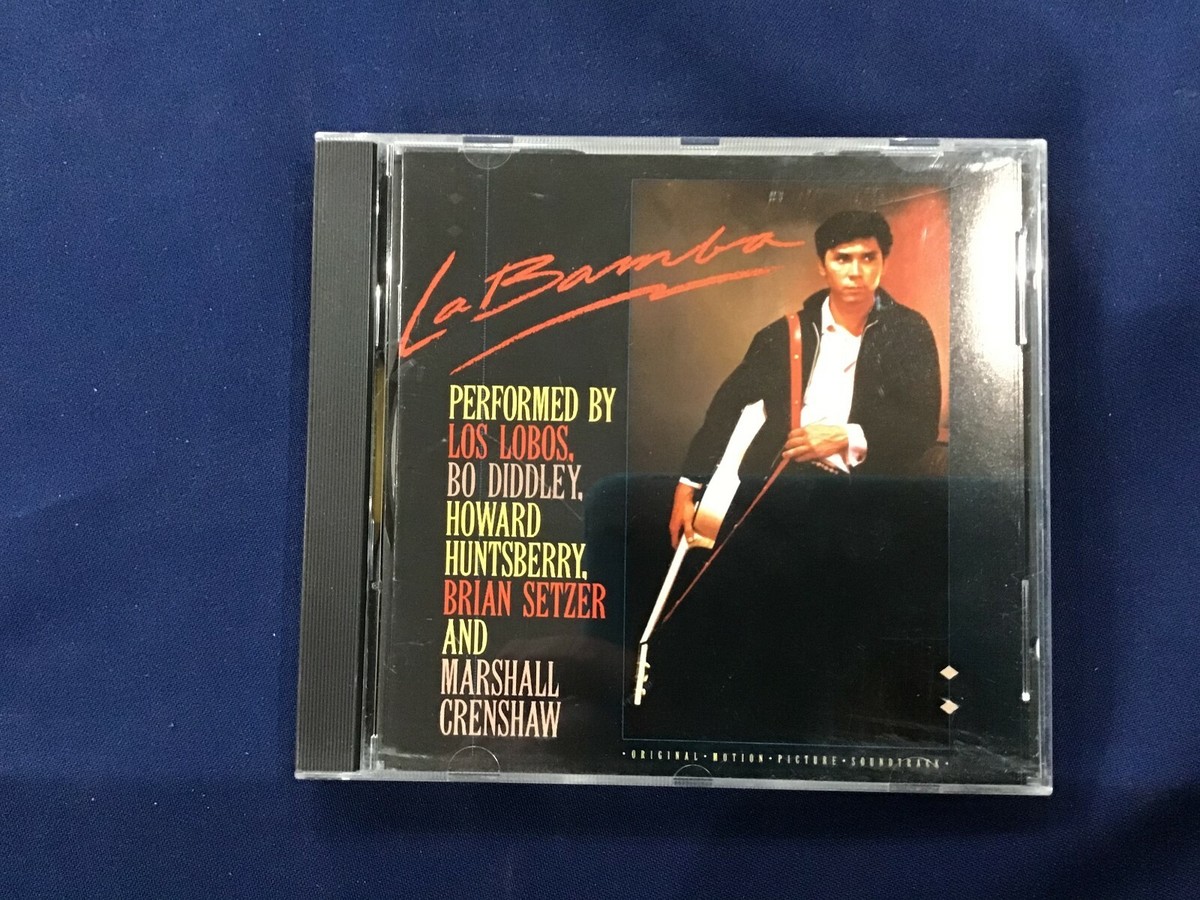 La Bamba
PERFORMED BY
LOS LOBOS,
BO DIDDLEY,
HOWARD
HUNTSBERRY,
BRIAN SETZER
AND
MARSHALL
CRENSHAW
• ORIGINAL • MOTION • PICTURE • SOUNDTRACK •